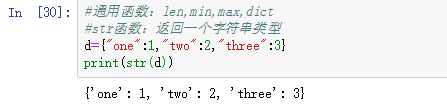 In [30]:
#通用函数：len,min,max,dict
#str函数：返回一个字符串类型
d={"one":1,"two":2,"three":3}
print(str(d))
{'one': 1, 'two': 2, 'three': 3}